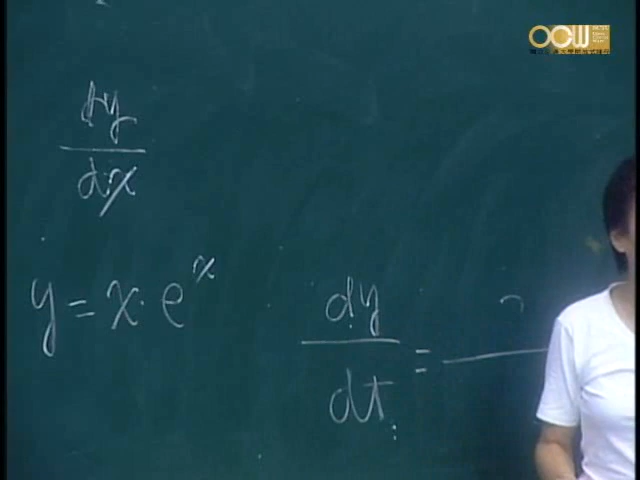 OCW
dy
dx
y = x · e^x
dy
dt =